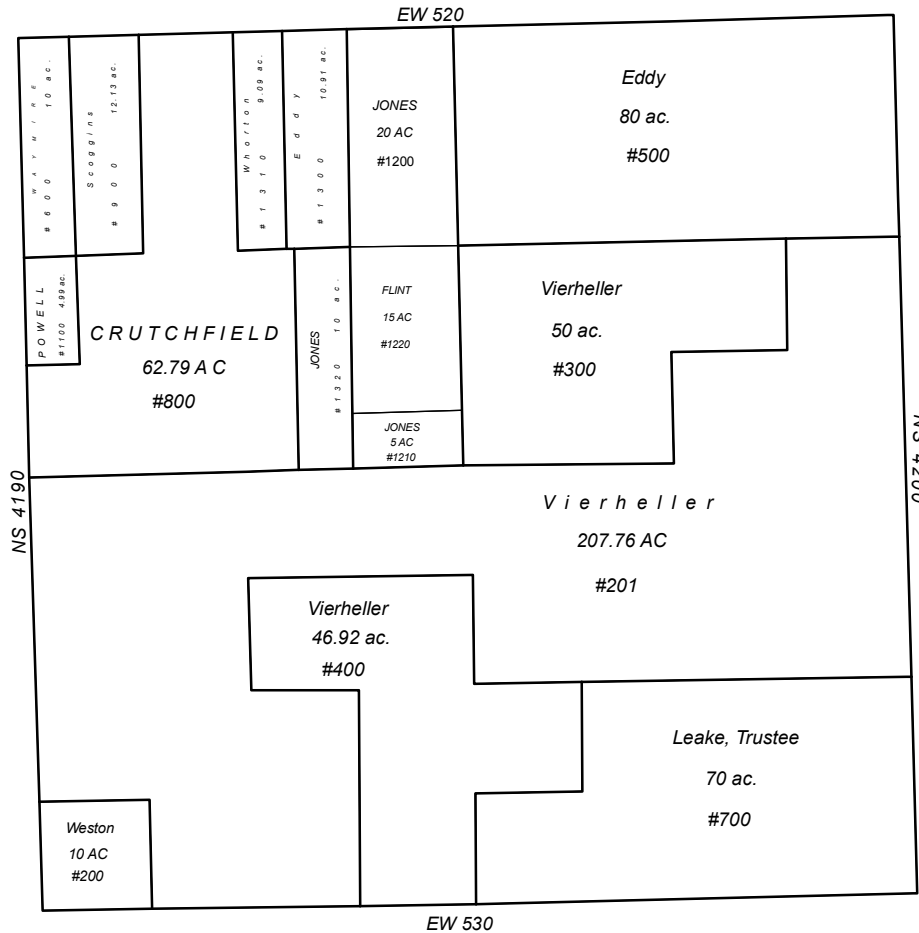 EW 520
WAYMIRE
#600 10 ac.
Scoggins
#900 12.13 ac.
Whorton
#1310 9.09 ac.
Eddy
#1300 10.91 ac.
JONES
20 AC
#1200
Eddy
80 ac.
#500
POWELL
#1100 4.99 ac.
CRUTCHFIELD
62.79 A C
#800
JONES
#1320 10 ac.
FLINT
15 AC
#1220
JONES
5 AC
#1210
Vierheller
50 ac.
#300
NS 4190
NS 4200
Vierheller
207.76 AC
#201
Vierheller
46.92 ac.
#400
Leake, Trustee
70 ac.
#700
Weston
10 AC
#200
EW 530